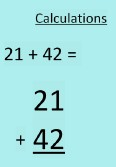 Calculations
21 + 42 =
21
+ 42